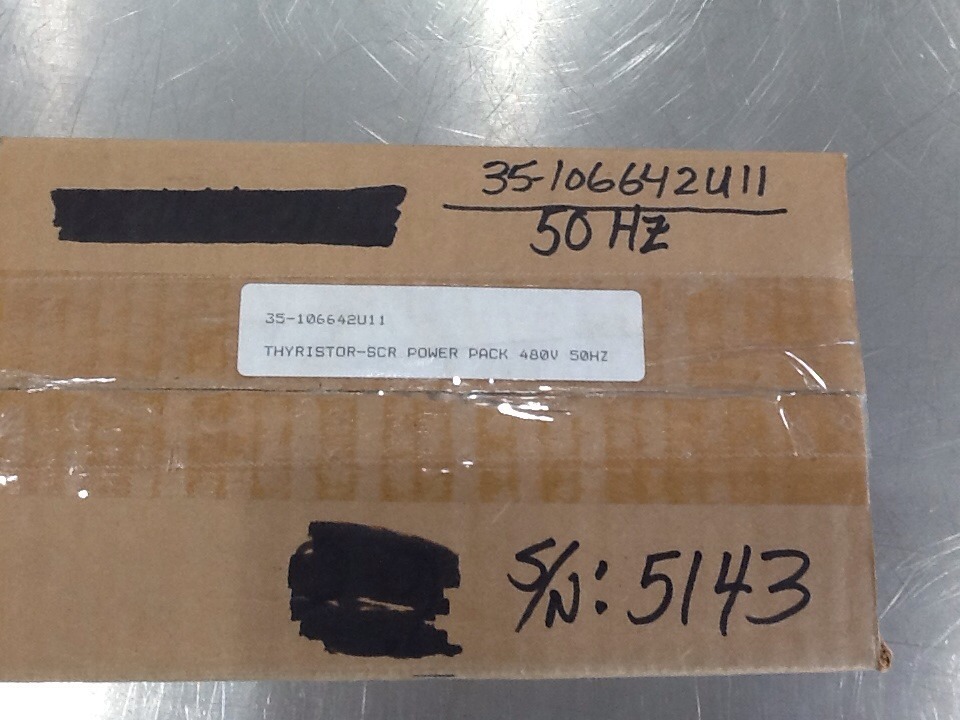 35-106642U11
50 HZ
35-106642U11
THYRISTOR-SCR POWER PACK 480V 50HZ
S/N: 5143